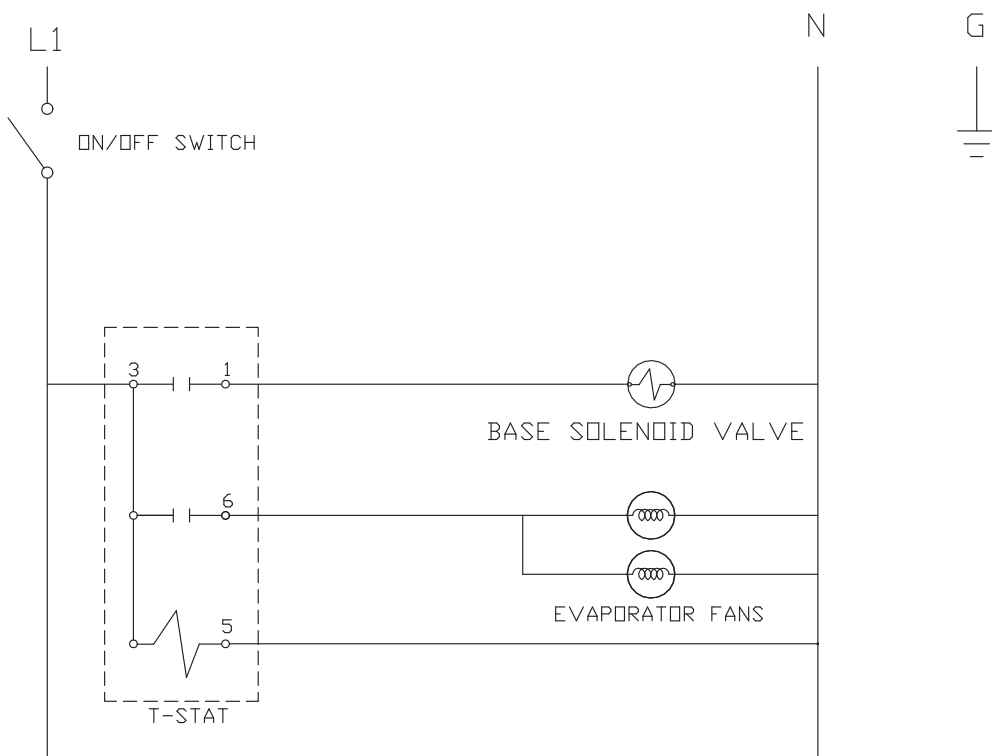 L1
N
G
ON/OFF SWITCH
3
1
BASE SOLENOID VALVE
6
EVAPORATOR FANS
5
T-STAT